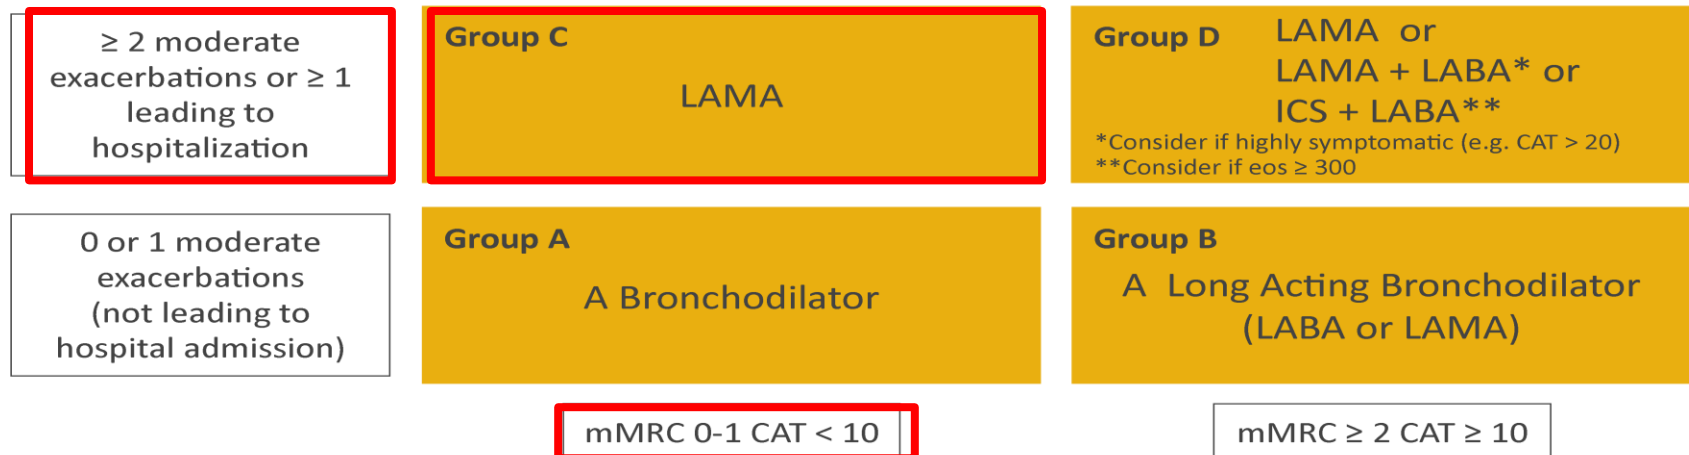 ≥ 2 moderate
exacerbations or ≥ 1
leading to
hospitalization
Group C
LAMA
Group D
LAMA or
LAMA + LABA* or
ICS + LABA**
*Consider if highly symptomatic (e.g. CAT > 20)
**Consider if eos ≥ 300
0 or 1 moderate
exacerbations
(not leading to
hospital admission)
Group A
A Bronchodilator
Group B
A Long Acting Bronchodilator
(LABA or LAMA)
mMRC 0-1 CAT < 10
mMRC ≥ 2 CAT ≥ 10